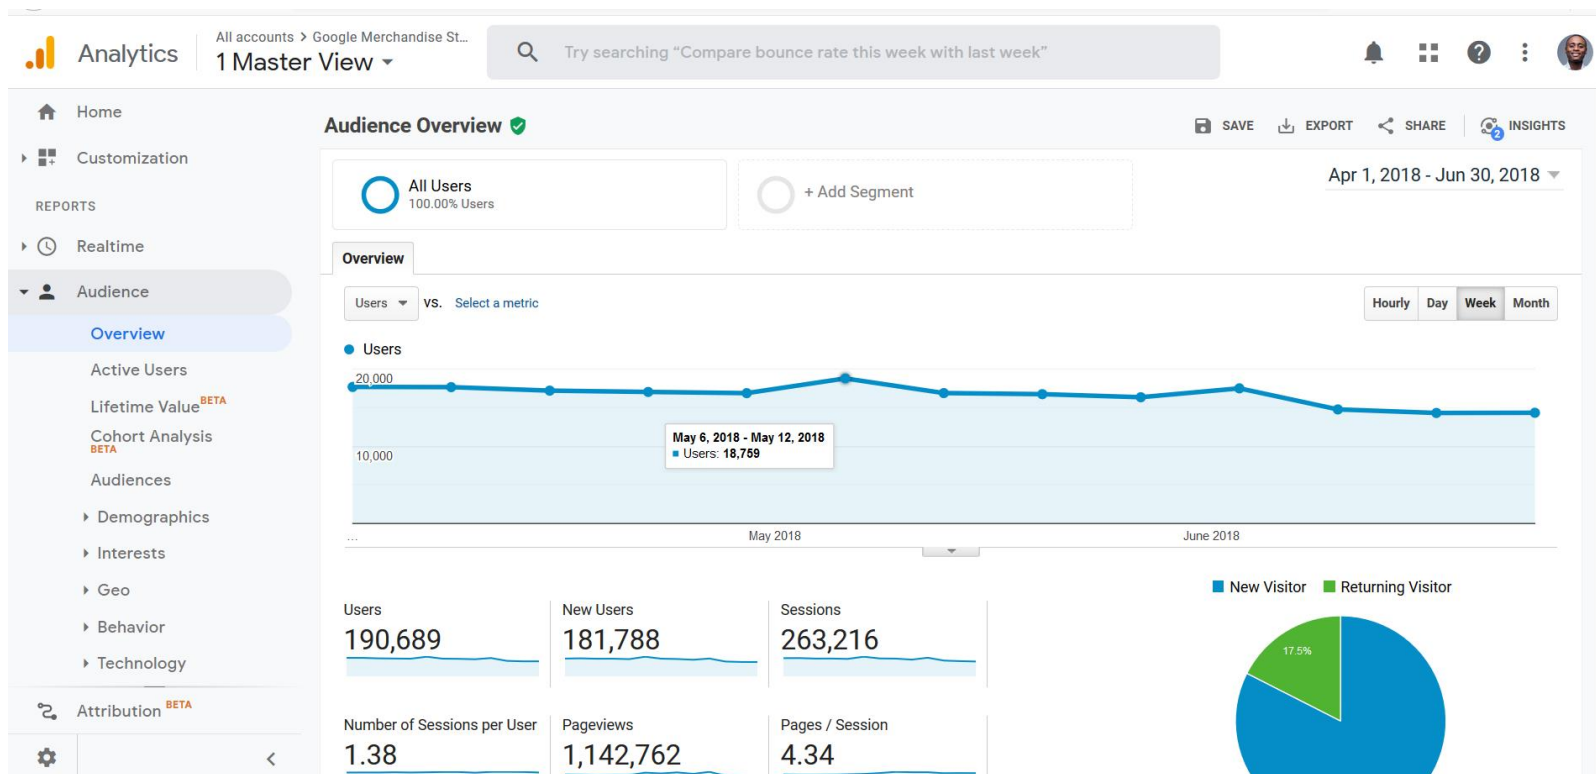 Analytics
All accounts > Google Merchandise St...
1 Master View
Try searching “Compare bounce rate this week with last week”
Home
Customization
REPORTS
Realtime
Audience
Overview
Active Users
Lifetime Value BETA
Cohort Analysis
BETA
Audiences
Demographics
Interests
Geo
Behavior
Technology
Attribution BETA
Audience Overview
SAVE
EXPORT
SHARE
2
INSIGHTS
All Users
100.00% Users
+ Add Segment
Apr 1, 2018 - Jun 30, 2018
Overview
Users
VS.
Select a metric
Hourly
Day
Week
Month
Users
20,000
10,000
May 6, 2018 - May 12, 2018
Users: 18,759
...
May 2018
June 2018
Users
190,689
New Users
181,788
Sessions
263,216
Number of Sessions per User
1.38
Pageviews
1,142,762
Pages / Session
4.34
New Visitor
Returning Visitor
17.5%